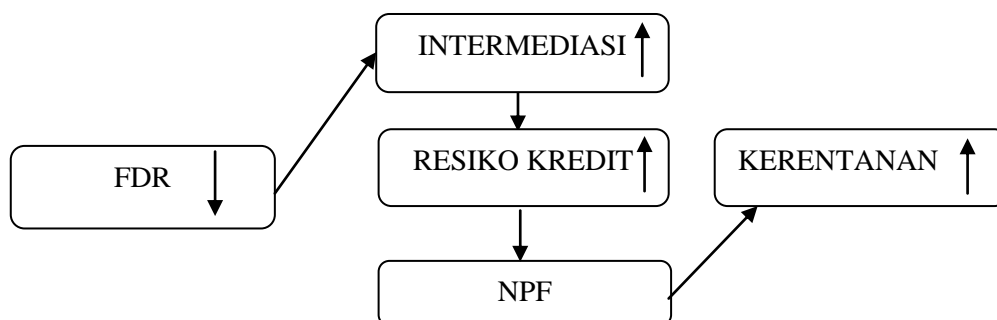 INTERMEDIASI
RESIKO KREDIT
KERENTANAN
FDR
NPF